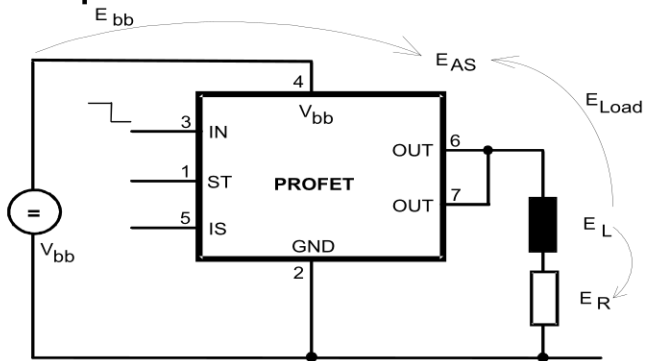 E bb
E AS
E Load
4
V bb
3 IN
OUT 6
1 ST
PROFET
OUT 7
5 IS
=
V bb
GND
2
E L
E R